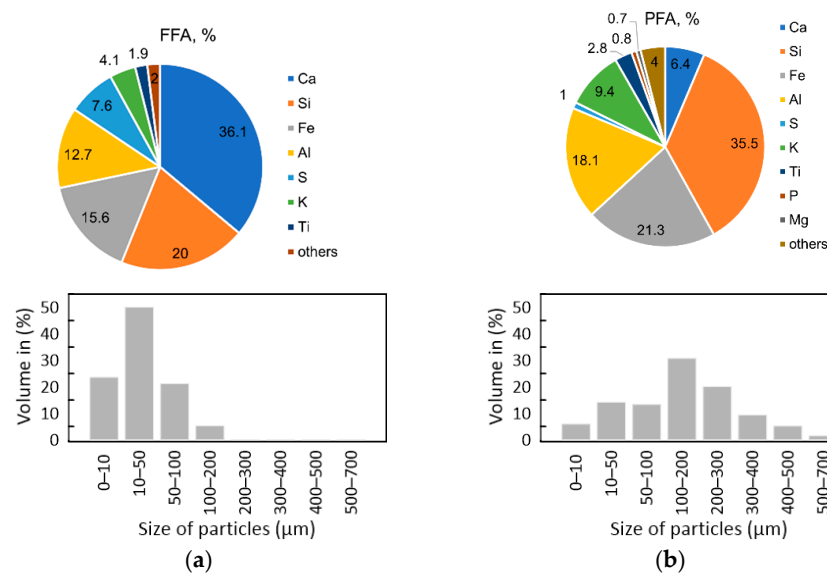 FFA, %
4.1
1.9
2
7.6
36.1
12.7
15.6
20
Ca
Si
Fe
Al
S
K
Ti
others
50
40
30
20
10
0
Volume in (%)
0–10
10–50
50–100
100–200
200–300
300–400
400–500
500–700
Size of particles (µm)
(a)
PFA, %
0.7
0.8
2.8
4
6.4
9.4
1
35.5
18.1
21.3
Ca
Si
Fe
Al
S
K
Ti
P
Mg
others
50
40
30
20
10
0
Volume in (%)
0–10
10–50
50–100
100–200
200–300
300–400
400–500
500–700
Size of particles (µm)
(b)